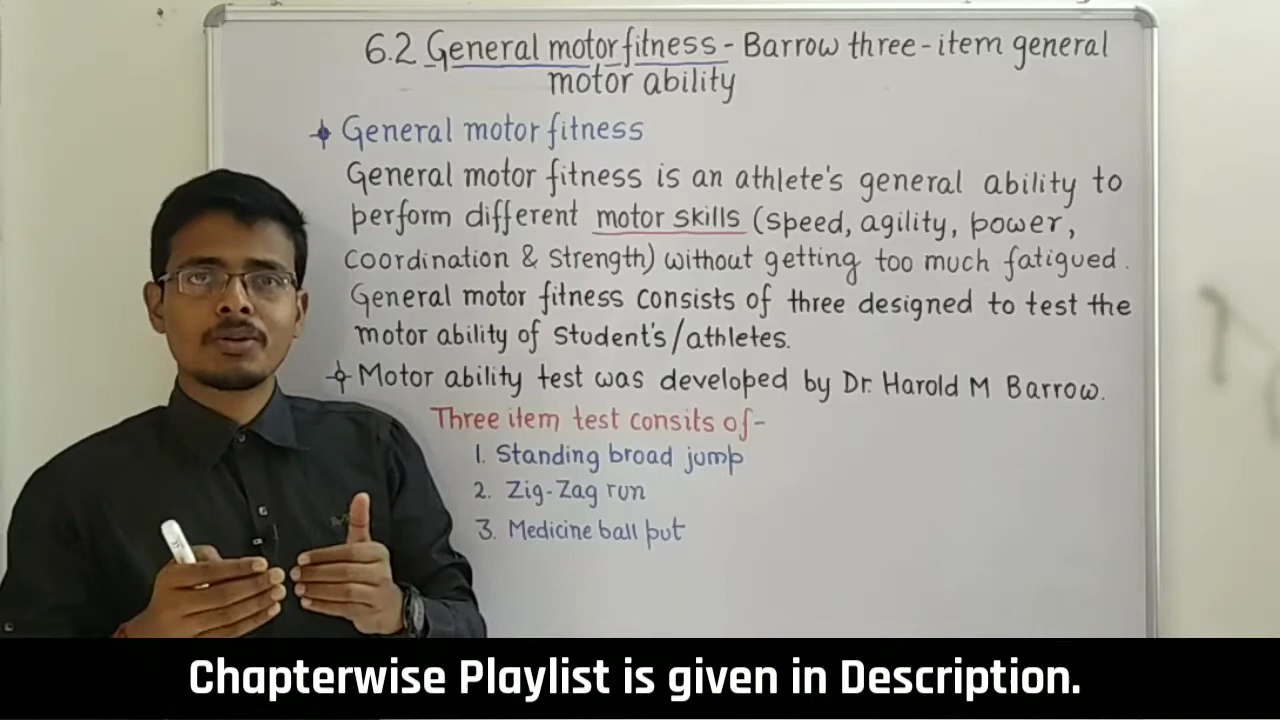 6.2 General motor fitness - Barrow three-item general
motor ability
General motor fitness
General motor fitness is an athlete's general ability to
perform different motor skills (speed, agility, power,
coordination & strength) without getting too much fatigued.
General motor fitness consists of three designed to test the
motor ability of Student's/athletes.
Motor ability test was developed by Dr. Harold M Barrow.
Three item test consits of-
1. Standing broad jump
2. Zig-Zag run
3. Medicine ball put
Chapterwise Playlist is given in Description.